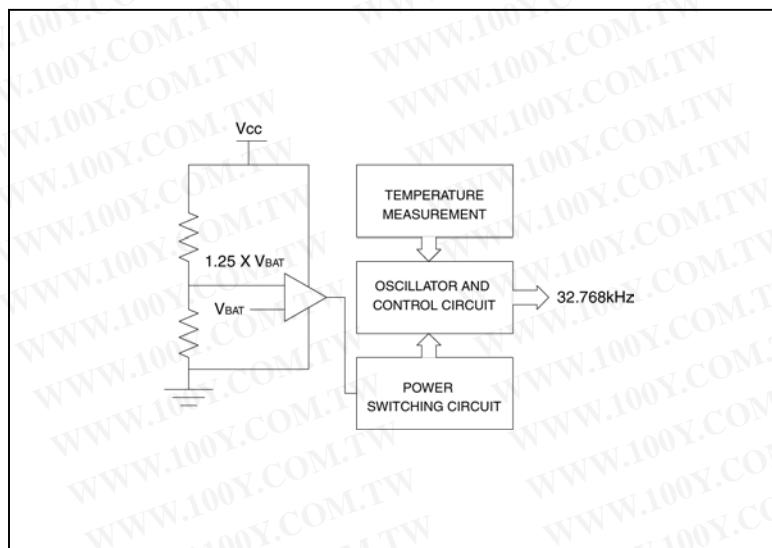 Vcc
TEMPERATURE
MEASUREMENT
1.25 X VBAT
OSCILLATOR AND
CONTROL CIRCUIT
32.768kHz
VBAT
POWER
SWITCHING CIRCUIT
WWW.100Y.COM.TW